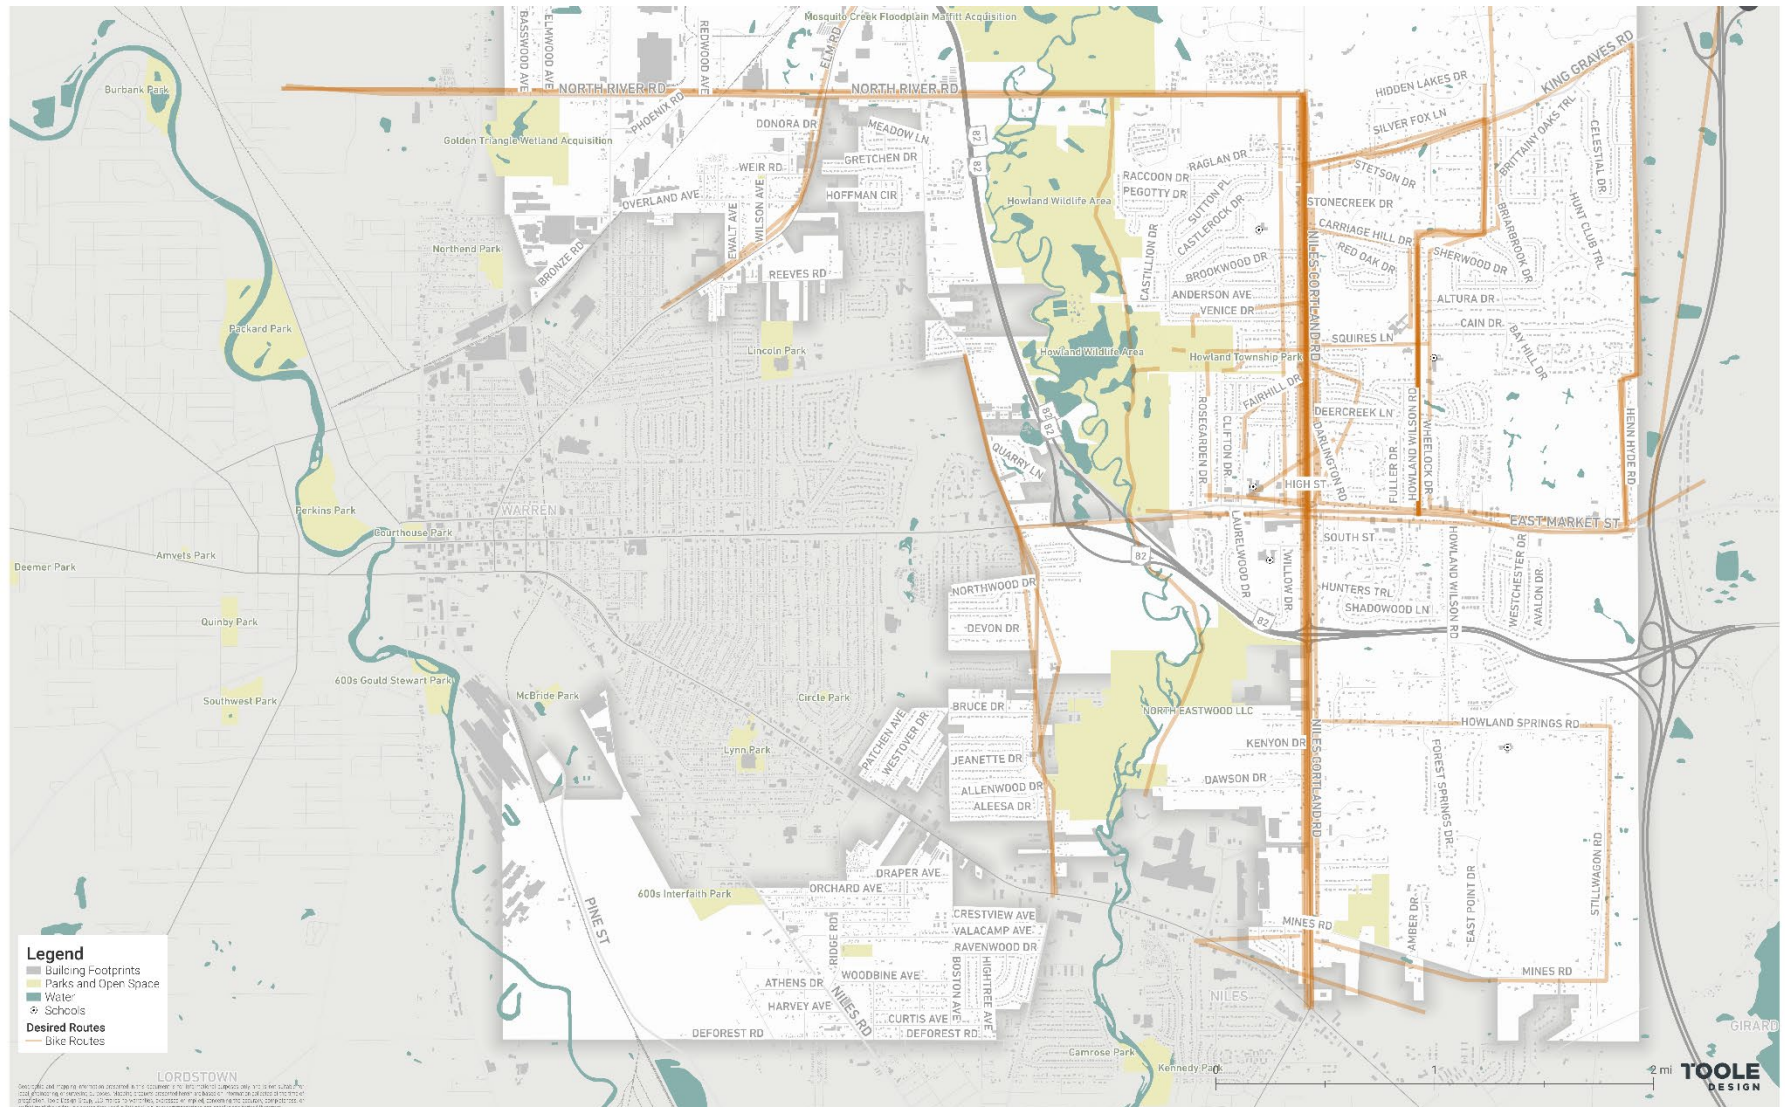 BASSWOOD AVE
ELMWOOD AVE
REDWOOD AVE
ELM RD
Mosquito Creek Floodplain Maffitt Acquisition
Burbank Park
NORTH RIVER RD
NORTH RIVER RD
KING GRAVES RD
HIDDEN LAKES DR
PHOENIX RD
DONORA DR
MEADOW LN
82
82
SILVER FOX LN
BRITTAINY OAKS TRL
CELESTIAL DR
Golden Triangle Wetland Acquisition
WEIR RD
GRETCHEN DR
RAGLAN DR
STETSON DR
RACCOON DR
PEGOTTY DR
SUTTON PL
OVERLAND AVE
WILSON AVE
EWALT AVE
HOFFMAN CIR
Howland Wildlife Area
STONECREEK DR
CASTLEROCK DR
CARRIAGE HILL DR
BRIARBROOK DR
HUNT CLUB TRL
Northend Park
BRONZE RD
REEVES RD
CASTILLION DR
BROOKWOOD DR
RED OAK DR
SHERWOOD DR
NILES CORTLAND RD
ANDERSON AVE
VENICE DR
ALTURA DR
Packard Park
CAIN DR
BAY HILL DR
SQUIRES LN
Lincoln Park
Howland Wildlife Area
Howland Township Park
FAIRHILL DR
ROSEGARDEN DR
CLIFTON DR
DEERCREEK LN
DARLINGTON RD
FULLER DR
HOWLAND WILSON RD
WHEELOCK DR
HENN HYDE RD
82
82
QUARRY LN
HIGH ST
Perkins Park
WARREN
Courthouse Park
EAST MARKET ST
LAURELWOOD DR
SOUTH ST
HOWLAND WILSON RD
WESTCHESTER DR
AVALON DR
Amvets Park
Deemer Park
82
WILLOW DR
HUNTERS TRL
SHADOWOOD LN
NORTHWOOD DR
DEVON DR
82
Quinby Park
600s Gould Stewart Park
Southwest Park
McBride Park
Circle Park
BRUCE DR
NORTH EASTWOOD LLC
HOWLAND SPRINGS RD
PATCHEN AVE
WESTOVER DR
Lynn Park
JEANETTE DR
KENYON DR
NILES CORTLAND RD
FOREST SPRINGS DR
ALLENWOOD DR
ALEESA DR
DAWSON DR
STILLWAGON RD
DRAPER AVE
ORCHARD AVE
600s Interfaith Park
PINE ST
CRESTVIEW AVE
VALACAMP AVE
RAVENWOOD DR
RIDGE RD
MINES RD
AMBER DR
EAST POINT DR
MINES RD
WOODBINE AVE
ATHENS DR
BOSTON AVE
HIGHTREE AVE
HARVEY AVE
NILES RD
CURTIS AVE
DEFOREST RD
DEFOREST RD
NILES
GIRARD
Camrose Park
Kennedy Park
LORDSTOWN
Legend
Building Footprints
Parks and Open Space
Water
Schools
Desired Routes
Bike Routes
0
1
2 mi
TOOLE
DESIGN